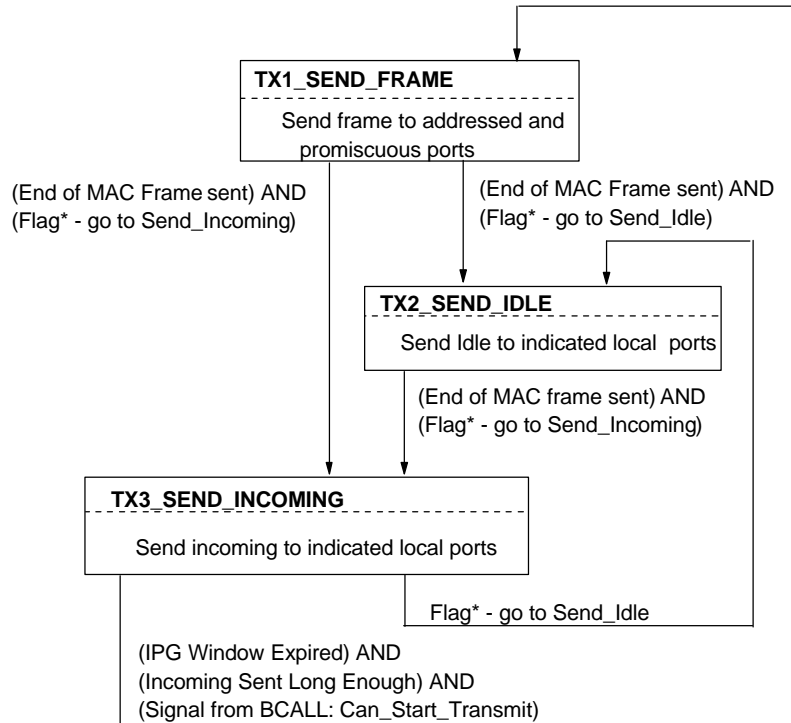 TX1_SEND_FRAME
Send frame to addressed and
promiscuous ports
(End of MAC Frame sent) AND
(Flag* - go to Send_Incoming)
(End of MAC Frame sent) AND
(Flag* - go to Send_Idle)
TX2_SEND_IDLE
Send Idle to indicated local ports
(End of MAC frame sent) AND
(Flag* - go to Send_Incoming)
TX3_SEND_INCOMING
Send incoming to indicated local ports
Flag* - go to Send_Idle
(IPG Window Expired) AND
(Incoming Sent Long Enough) AND
(Signal from BCALL: Can_Start_Transmit)